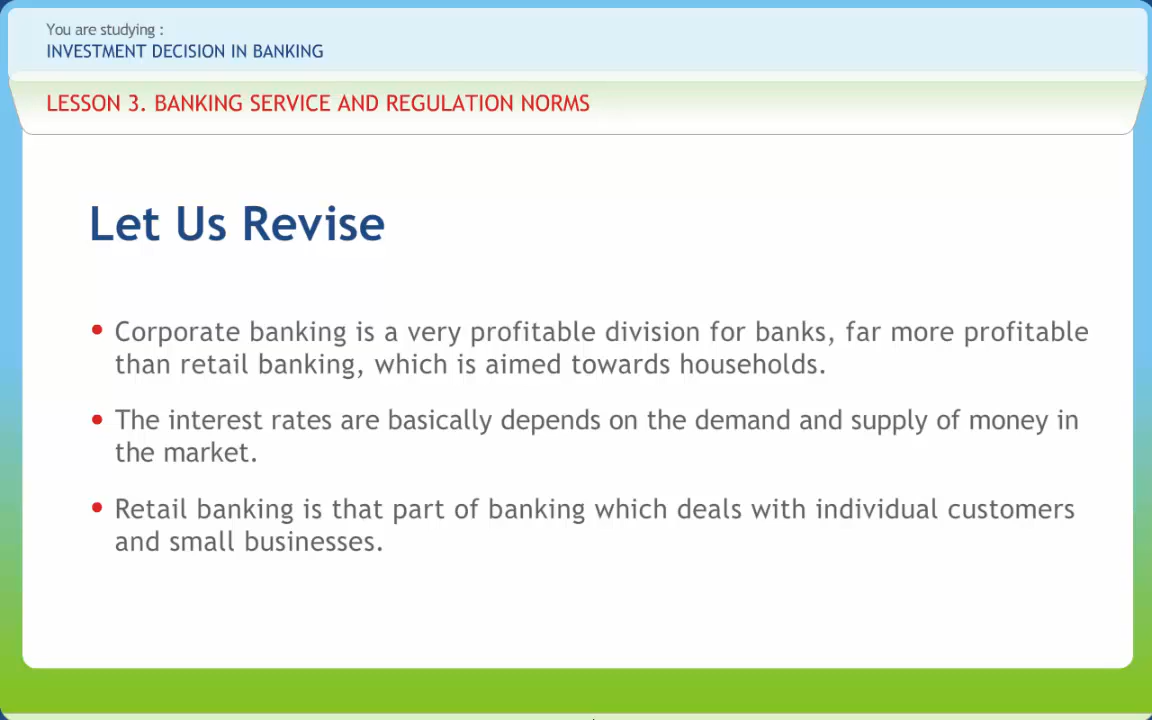 You are studying :
INVESTMENT DECISION IN BANKING
LESSON 3. BANKING SERVICE AND REGULATION NORMS
Let Us Revise
• Corporate banking is a very profitable division for banks, far more profitable
than retail banking, which is aimed towards households.
• The interest rates are basically depends on the demand and supply of money in
the market.
• Retail banking is that part of banking which deals with individual customers
and small businesses.